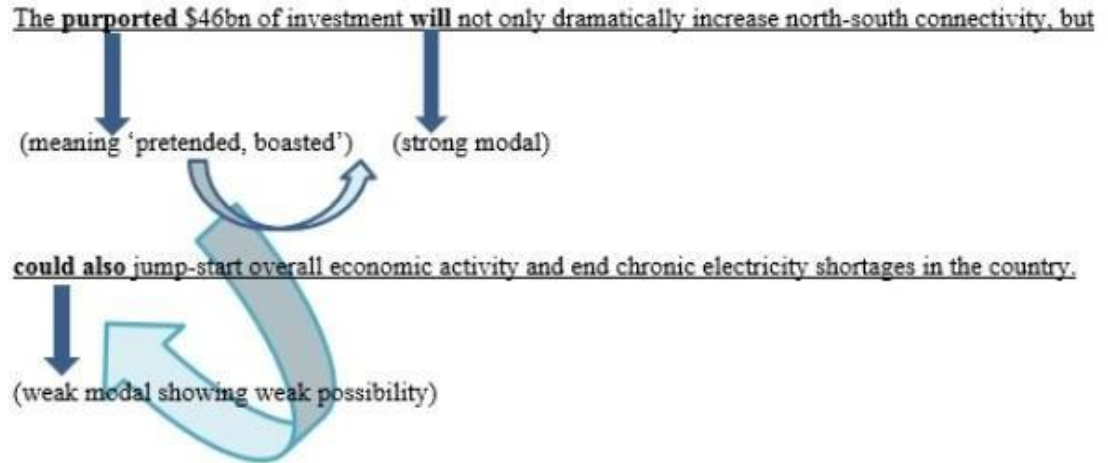 The purported $46bn of investment will not only dramatically increase north-south connectivity, but
(meaning ‘pretended, boasted’) (strong modal)
could also jump-start overall economic activity and end chronic electricity shortages in the country.
(weak modal showing weak possibility)